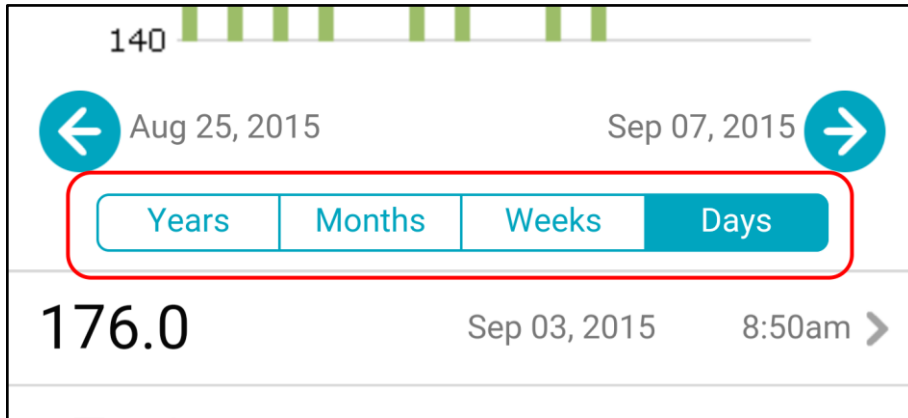 140
Aug 25, 2015 Sep 07, 2015
Years Months Weeks Days
176.0 Sep 03, 2015 8:50am